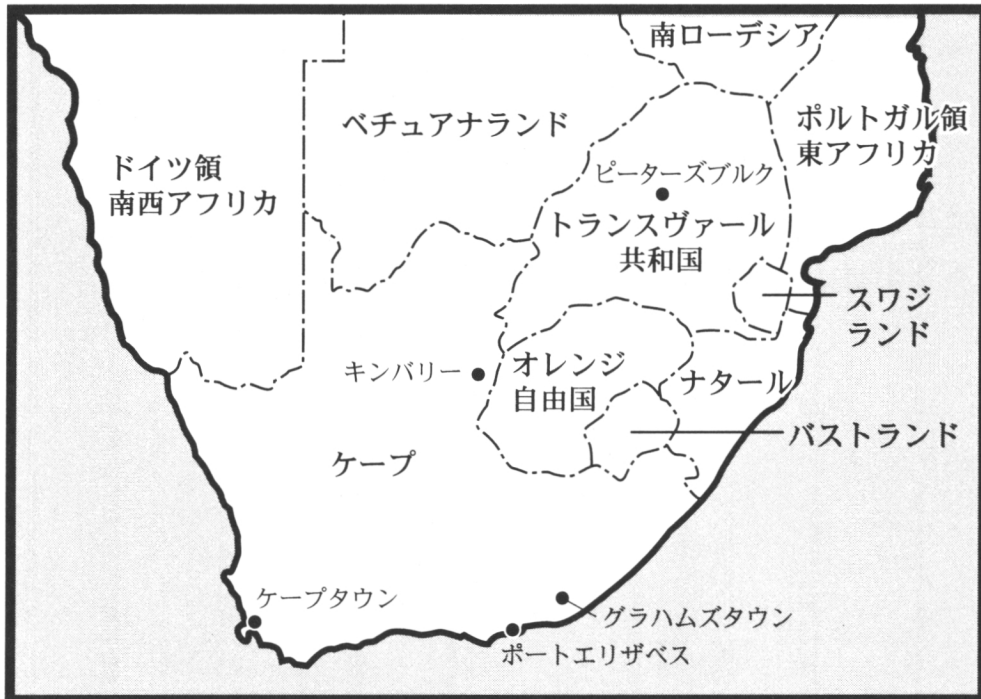 南ローデシア
ベチュアナランド
ポルトガル領
東アフリカ
ドイツ領
南西アフリカ
ピーターズブルク
トランスヴァール
共和国
スワジ
ランド
キンバリー
オレンジ
自由国
ナタール
バストランド
ケープ
ケープタウン
グラハムズタウン
ポートエリザベス